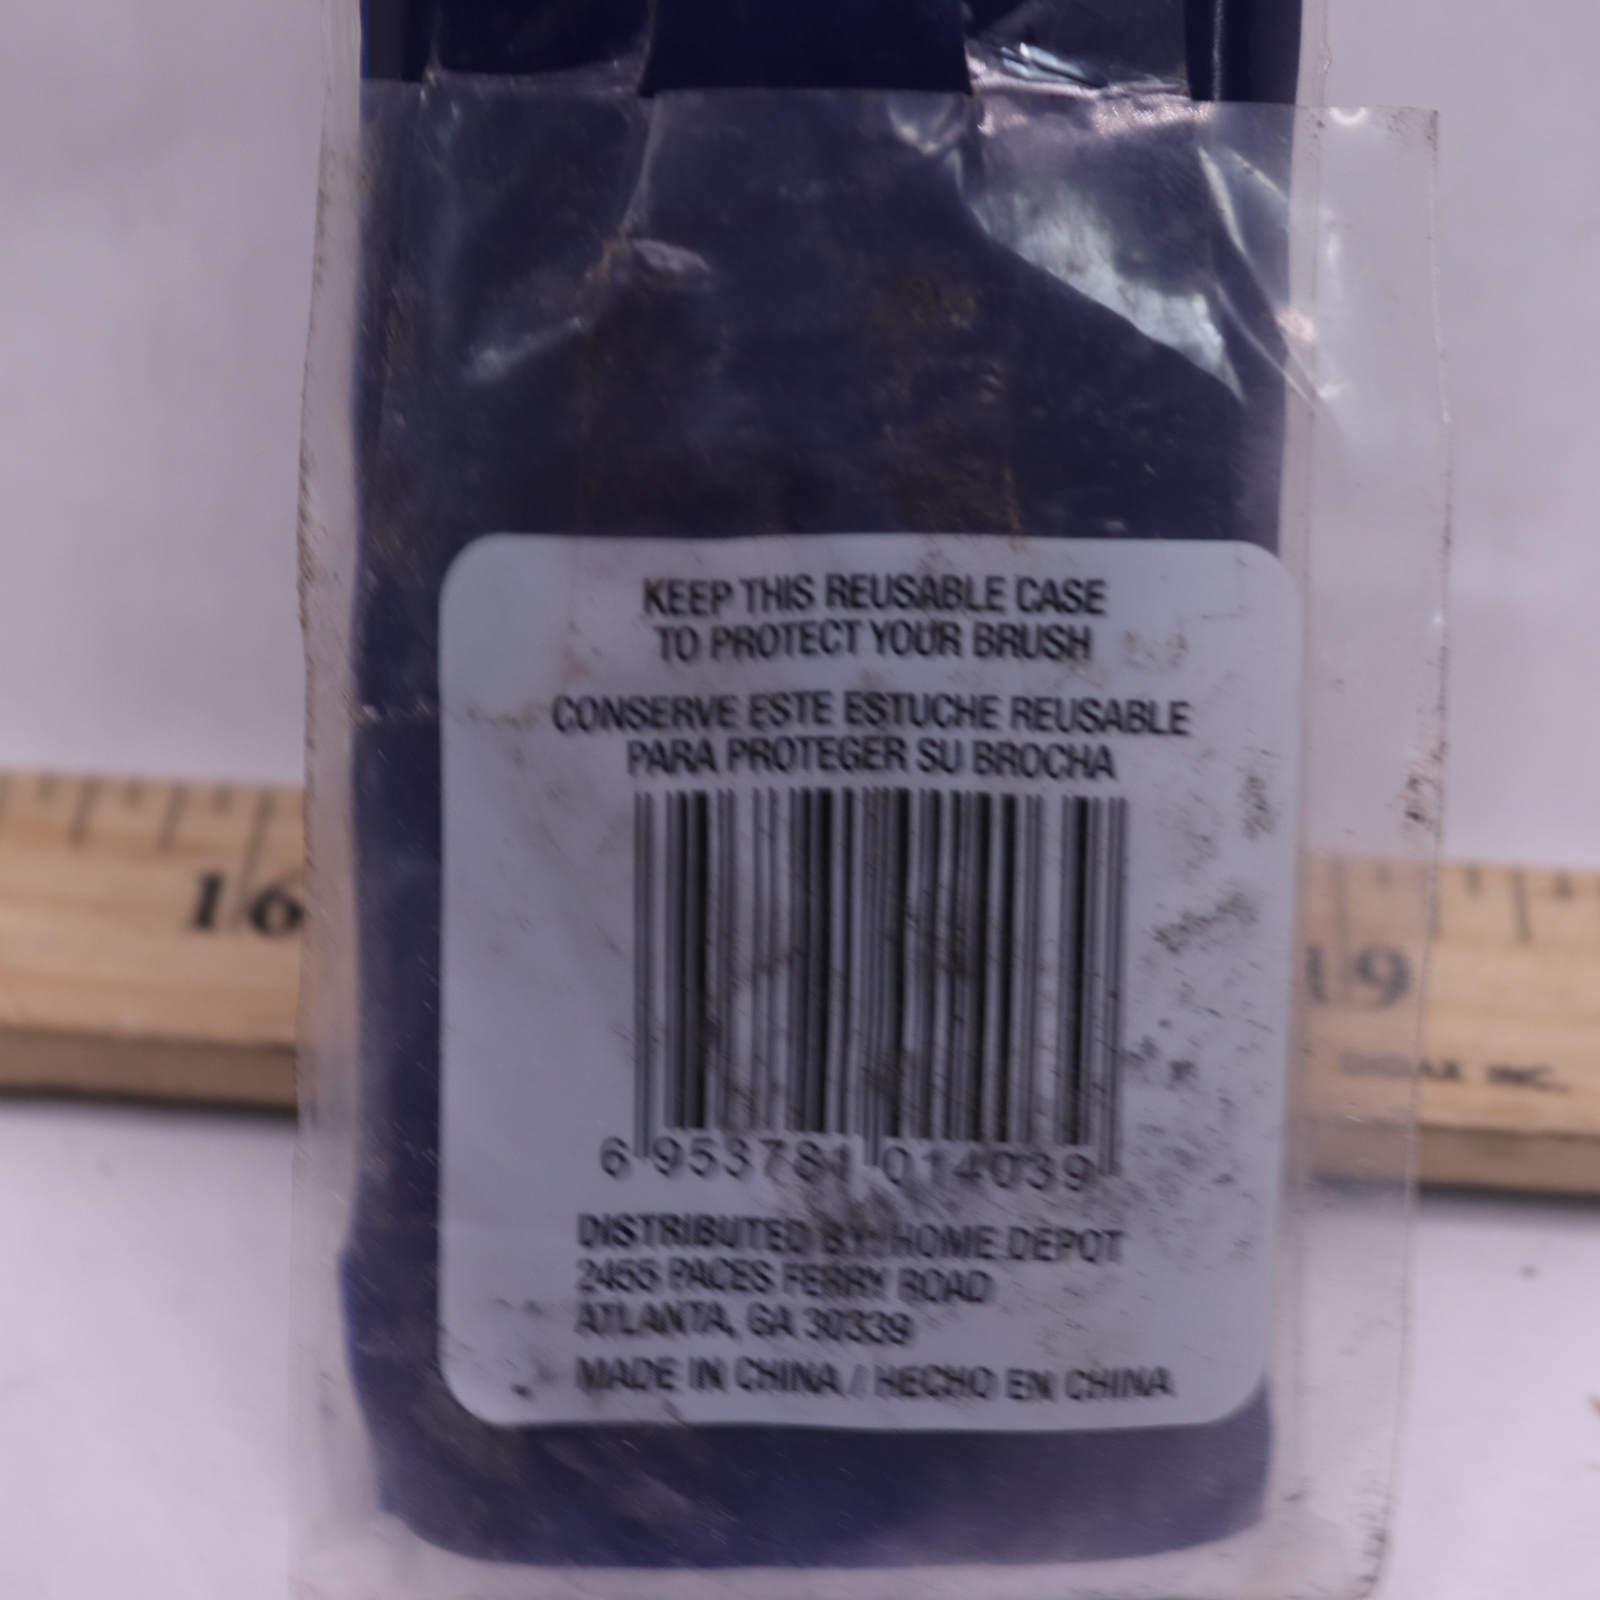 KEEP THIS REUSABLE CASE
TO PROTECT YOUR BRUSH
CONSERVE ESTE ESTUCHE REUSABLE
PARA PROTEGER SU BROCHA
16
19
DIDAX INC.
6 953781 014039
DISTRIBUTED BY: HOME DEPOT
2455 PACES FERRY ROAD
ATLANTA, GA 30339
MADE IN CHINA / HECHO EN CHINA